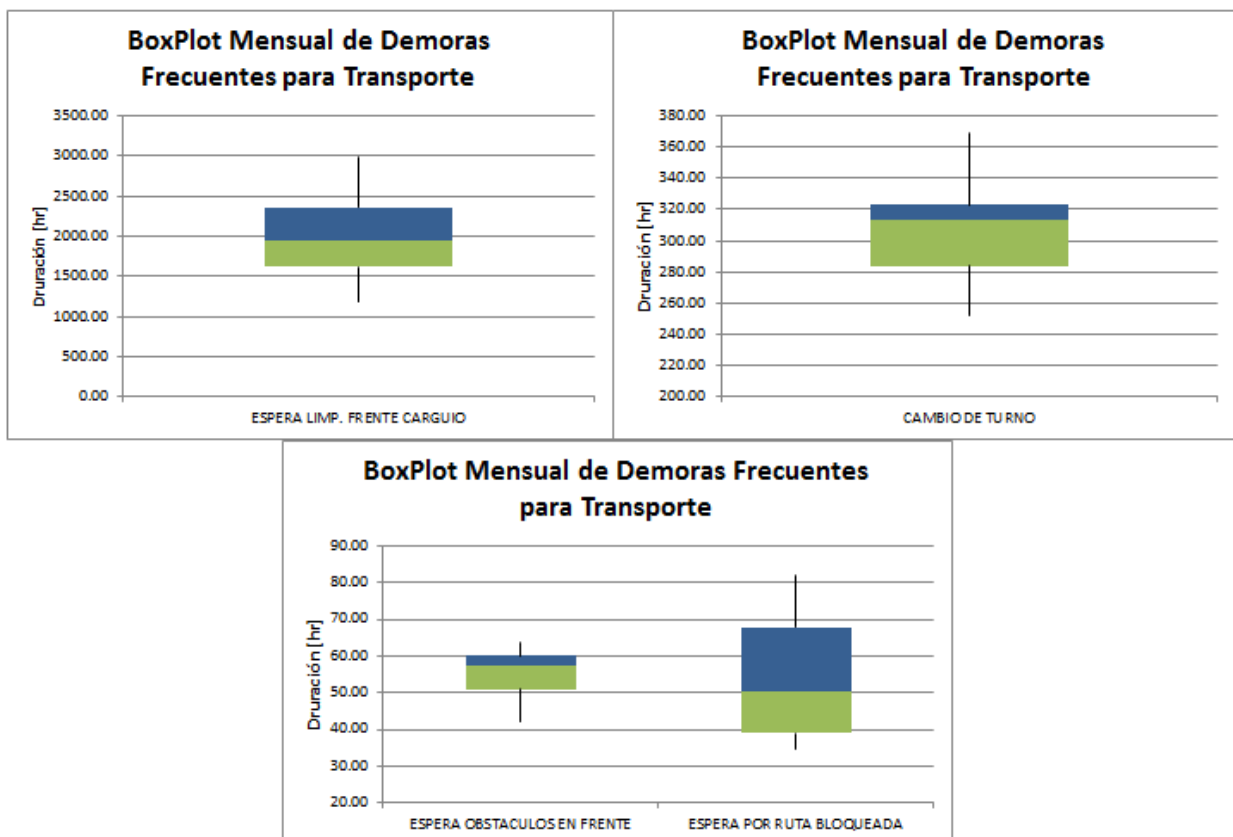 BoxPlot Mensual de Demoras
Frecuentes para Transporte
Druración [hr]
3500.00
3000.00
2500.00
2000.00
1500.00
1000.00
500.00
0.00
ESPERA LIMP. FRENTE CARGUIO
BoxPlot Mensual de Demoras
Frecuentes para Transporte
Druración [hr]
380.00
360.00
340.00
320.00
300.00
280.00
260.00
240.00
220.00
200.00
CAMBIO DE TURNO
BoxPlot Mensual de Demoras Frecuentes
para Transporte
Druración [hr]
90.00
80.00
70.00
60.00
50.00
40.00
30.00
20.00
ESPERA OBSTACULOS EN FRENTE
ESPERA POR RUTA BLOQUEADA